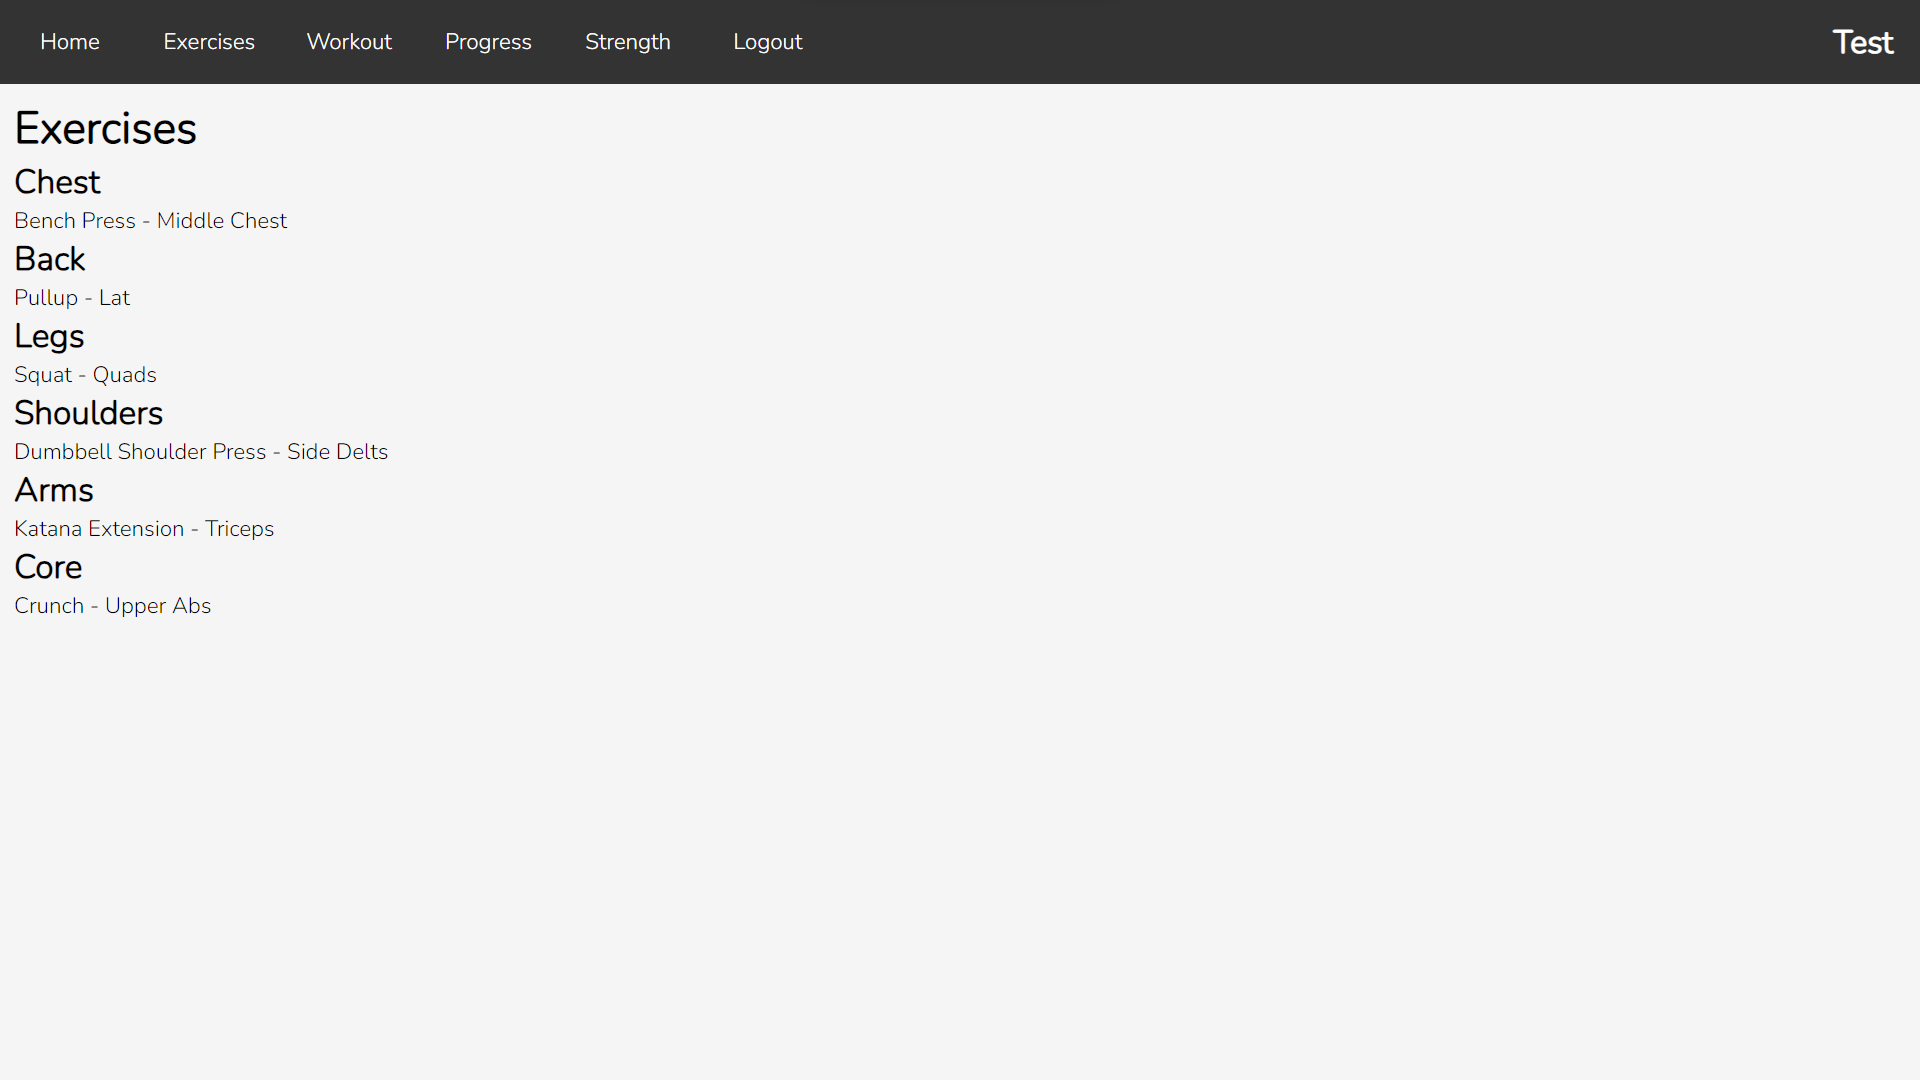 Home Exercises Workout Progress Strength Logout Test
Exercises
Chest
Bench Press - Middle Chest
Back
Pullup - Lat
Legs
Squat - Quads
Shoulders
Dumbbell Shoulder Press - Side Delts
Arms
Katana Extension - Triceps
Core
Crunch - Upper Abs